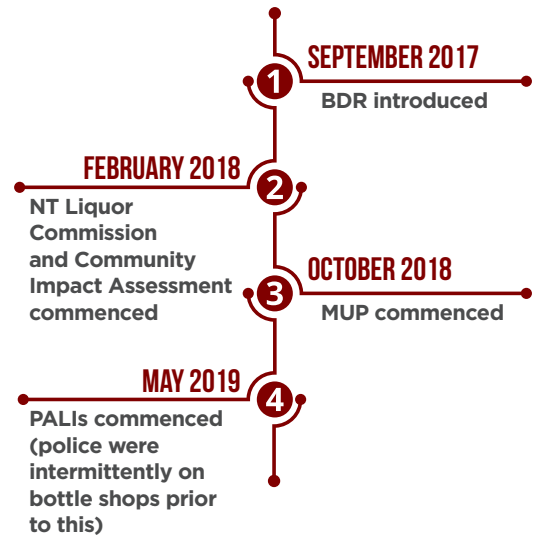 SEPTEMBER 2017
1
BDR introduced
FEBRUARY 2018
2
NT Liquor
Commission
and Community
Impact Assessment
commenced
OCTOBER 2018
3
MUP commenced
MAY 2019
4
PALIs commenced
(police were
intermittently on
bottle shops prior
to this)